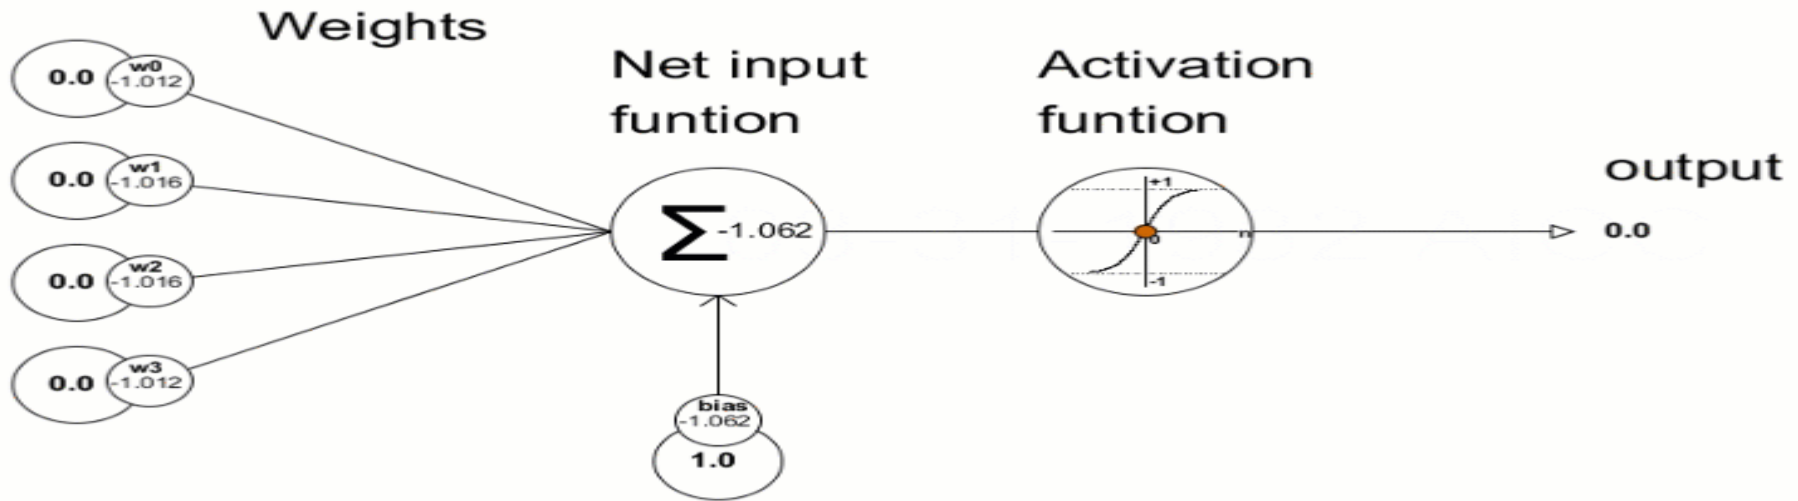 Weights
Net input
funtion
Activation
funtion
output
0.0 w0
-1.012
0.0 w1
-1.016
0.0 w2
-1.016
0.0 w3
-1.012
Σ -1.062
bias
-1.062
1.0
+1
0
n
-1
0.0